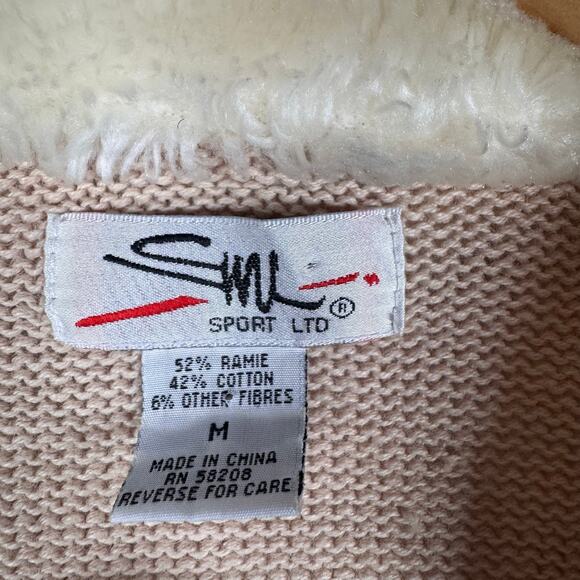 SML
SPORT LTD®
52% RAMIE
42% COTTON
6% OTHER FIBRES
M
MADE IN CHINA
RN 58208
REVERSE FOR CARE